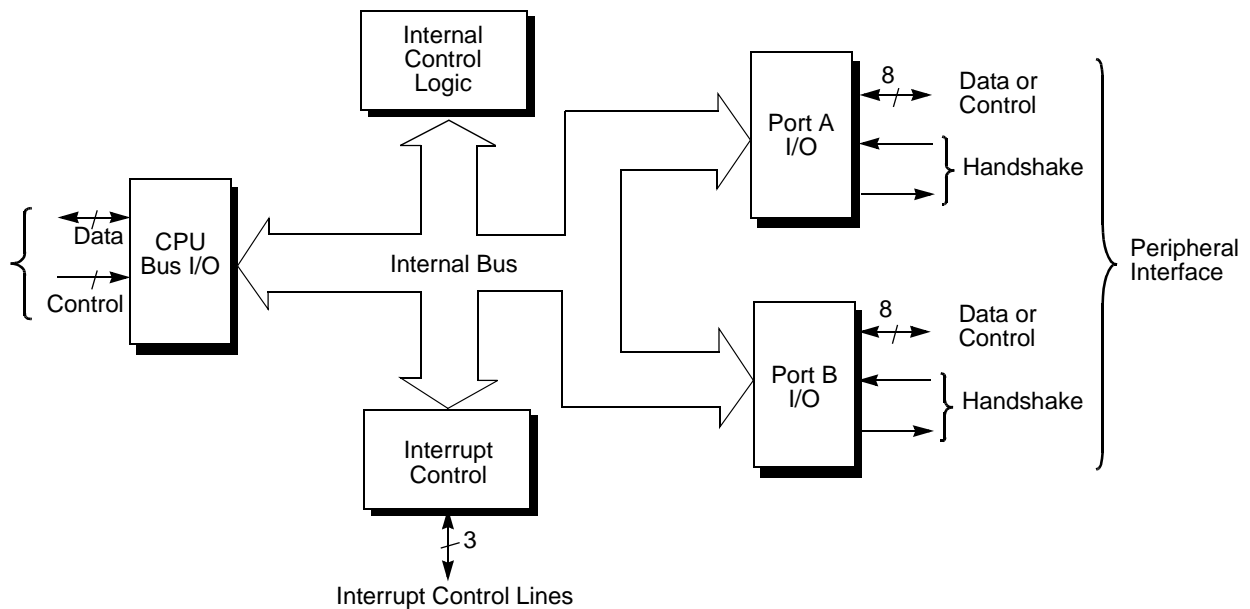 Internal
Control
Logic
8
Data or
Control
Port A
I/O
Handshake
Data
CPU
Bus I/O
Control
Internal Bus
Peripheral
Interface
8
Data or
Control
Port B
I/O
Handshake
Interrupt
Control
3
Interrupt Control Lines